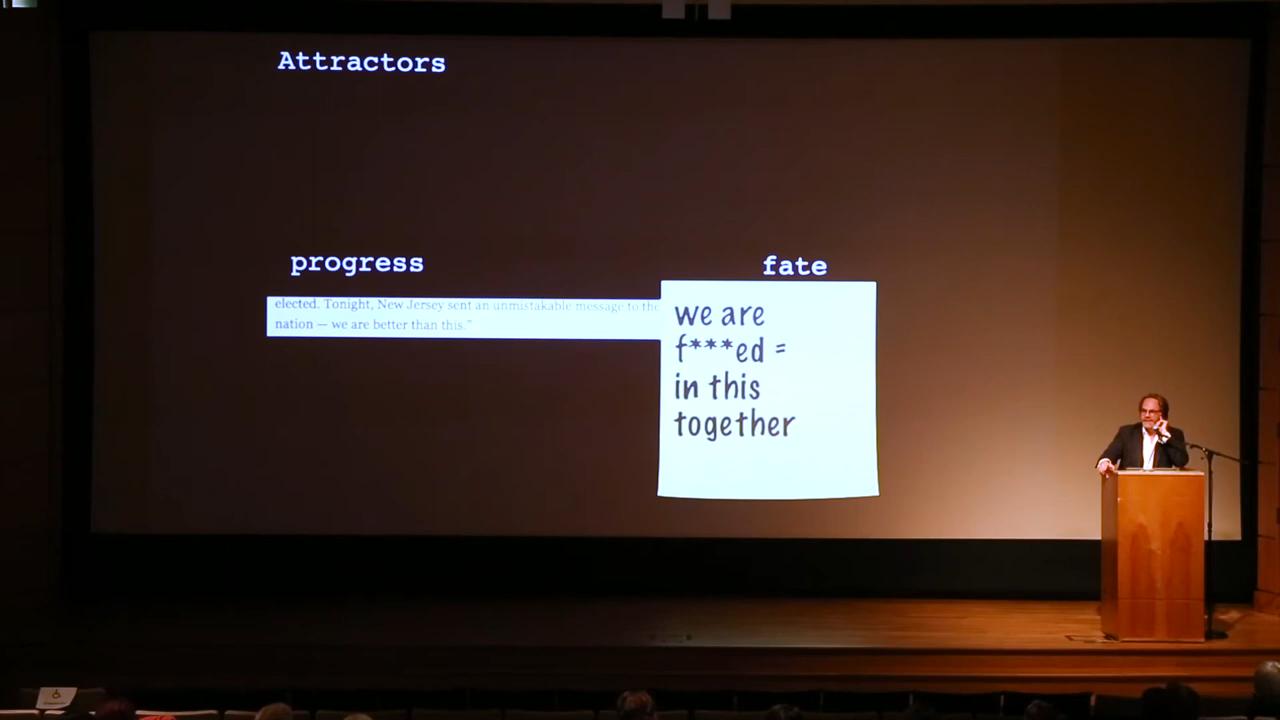 Attractors
progress
fate
elected. Tonight, New Jersey sent an unmistakable message to the
nation — we are better than this.”
we are
f***ed =
in this
together